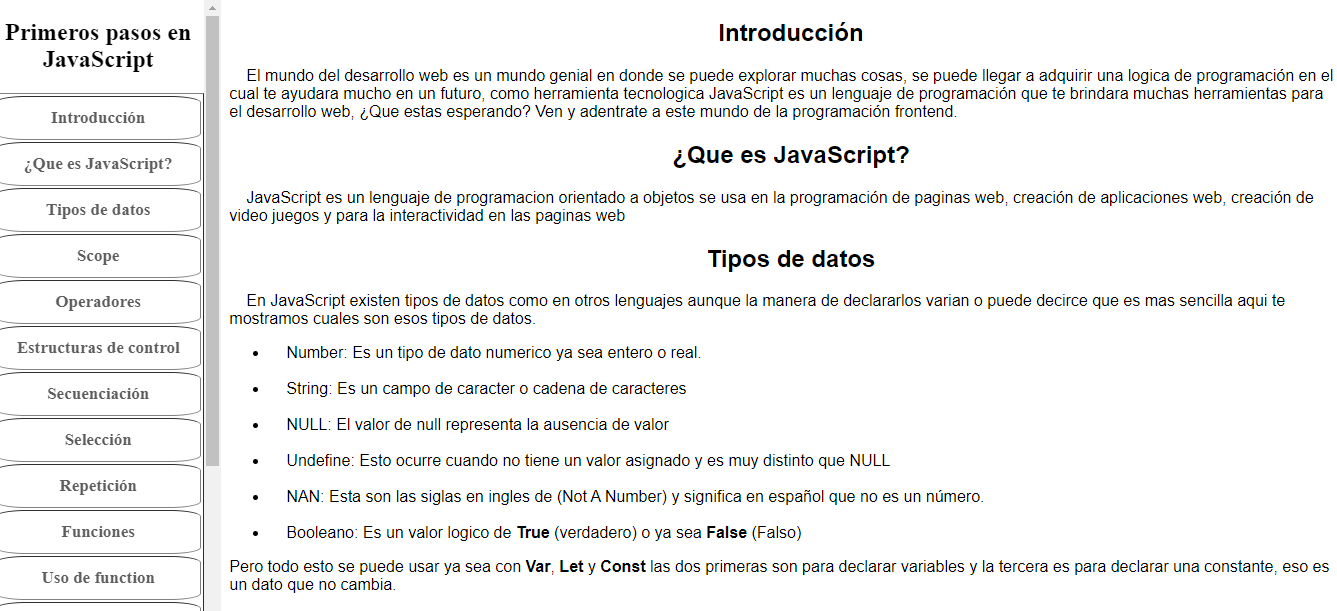 Primeros pasos en
JavaScript
Introducción
¿Que es JavaScript?
Tipos de datos
Scope
Operadores
Estructuras de control
Secuenciación
Selección
Repetición
Funciones
Uso de function
Introducción
El mundo del desarrollo web es un mundo genial en donde se puede explorar muchas cosas, se puede llegar a adquirir una logica de programación en el
cual te ayudara mucho en un futuro, como herramienta tecnologica JavaScript es un lenguaje de programación que te brindara muchas herramientas para
el desarrollo web, ¿Que estas esperando? Ven y adentrate a este mundo de la programación frontend.
¿Que es JavaScript?
JavaScript es un lenguaje de programacion orientado a objetos se usa en la programación de paginas web, creación de aplicaciones web, creación de
video juegos y para la interactividad en las paginas web
Tipos de datos
En JavaScript existen tipos de datos como en otros lenguajes aunque la manera de declararlos varian o puede decirce que es mas sencilla aqui te
mostramos cuales son esos tipos de datos.
• Number: Es un tipo de dato numerico ya sea entero o real.
• String: Es un campo de caracter o cadena de caracteres
• NULL: El valor de null representa la ausencia de valor
• Undefine: Esto ocurre cuando no tiene un valor asignado y es muy distinto que NULL
• NAN: Esta son las siglas en ingles de (Not A Number) y significa en español que no es un número.
• Booleano: Es un valor logico de True (verdadero) o ya sea False (Falso)
Pero todo esto se puede usar ya sea con Var, Let y Const las dos primeras son para declarar variables y la tercera es para declarar una constante, eso es
un dato que no cambia.